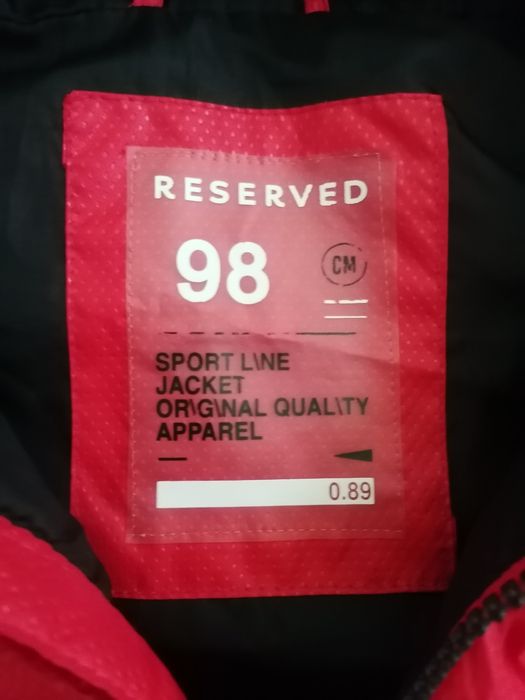 RESERVED
98
CM
SPORT L\NE
JACKET
OR\G\NAL QUAL\TY
APPAREL
0.89